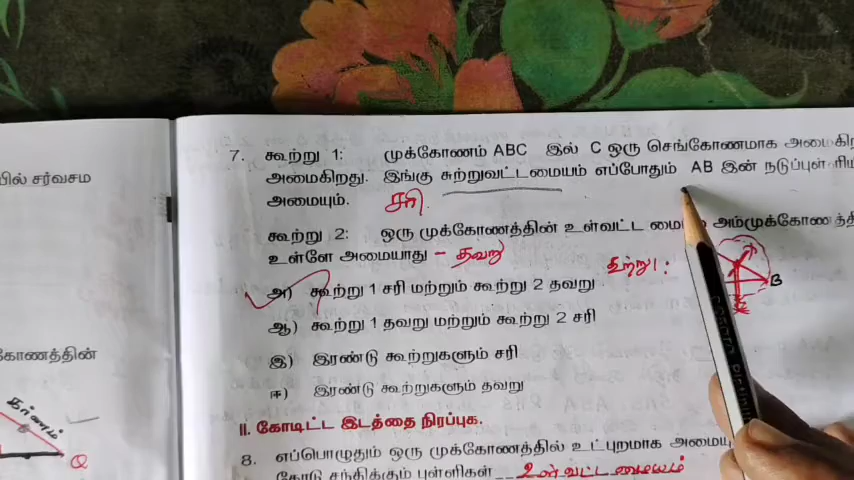 யில் சர்வசம
கோணத்தின்
கர்ணம்
Q
7. கூற்று 1: முக்கோணம் ABC இல் C ஒரு செங்கோணமாக
அமைகிறது. இங்கு சுற்றுவட்டமையம் எப்போதும் AB இன்
அமையும். சரி.
கூற்று 2: ஒரு முக்கோணத்தின் உள்வட்ட அம்முக்கோண
உள்ளே அமையாது - தவறு
B
அ) கூற்று 1 சரி மற்றும் கூற்று 2 தவறு
ஆ) கூற்று 1 தவறு மற்றும் கூற்று 2 சரி
இ) இரண்டு கூற்றுகளும் சரி
ஈ) இரண்டு கூற்றுகளும் தவறு
II. கோடிட்ட இடத்தை நிரப்புக.
8. எப்பொழுதும் ஒரு முக்கோணத்தில் உட்புறமாக
கோடு சந்திக்கும் புள்ளிகள் உள்வட்ட மையம்